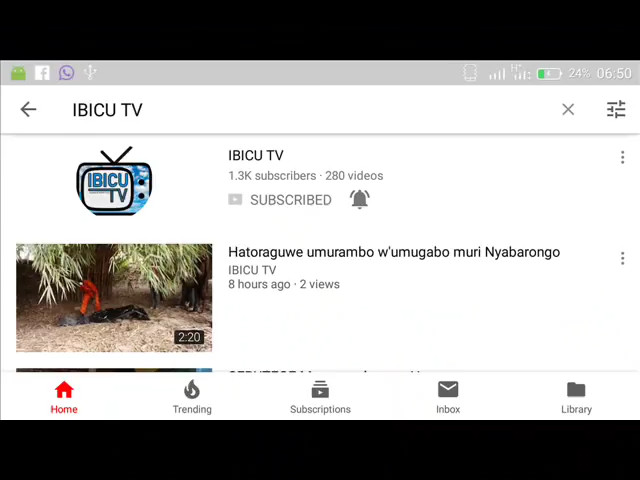 24% 06:50
IBICU TV
IBICU TV
IBICU
TV
1.3K subscribers · 280 videos
SUBSCRIBED
Hatoraguwe umurambo w'umugabo muri Nyabarongo
IBICU TV
8 hours ago · 2 views
2:20
Home
Trending
Subscriptions
Inbox
Library